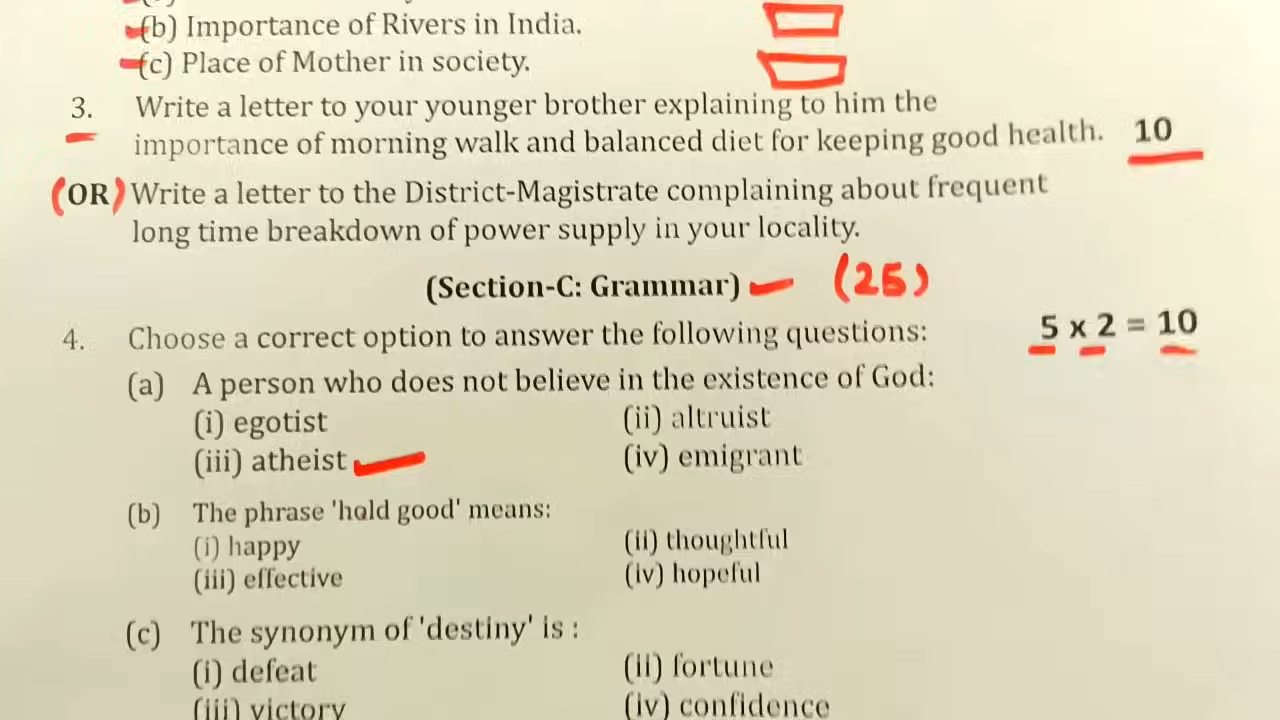 (b) Importance of Rivers in India.
(c) Place of Mother in society.
3. Write a letter to your younger brother explaining to him the
importance of morning walk and balanced diet for keeping good health. 10
(OR) Write a letter to the District-Magistrate complaining about frequent
long time breakdown of power supply in your locality.
(Section-C: Grammar) (25)
4. Choose a correct option to answer the following questions: 5 x 2 = 10
(a) A person who does not believe in the existence of God:
(i) egotist (ii) altruist
(iii) atheist (iv) emigrant
(b) The phrase 'hold good' means:
(i) happy (ii) thoughtful
(iii) effective (iv) hopeful
(c) The synonym of 'destiny' is :
(i) defeat (ii) fortune
(iii) victory (iv) confidence